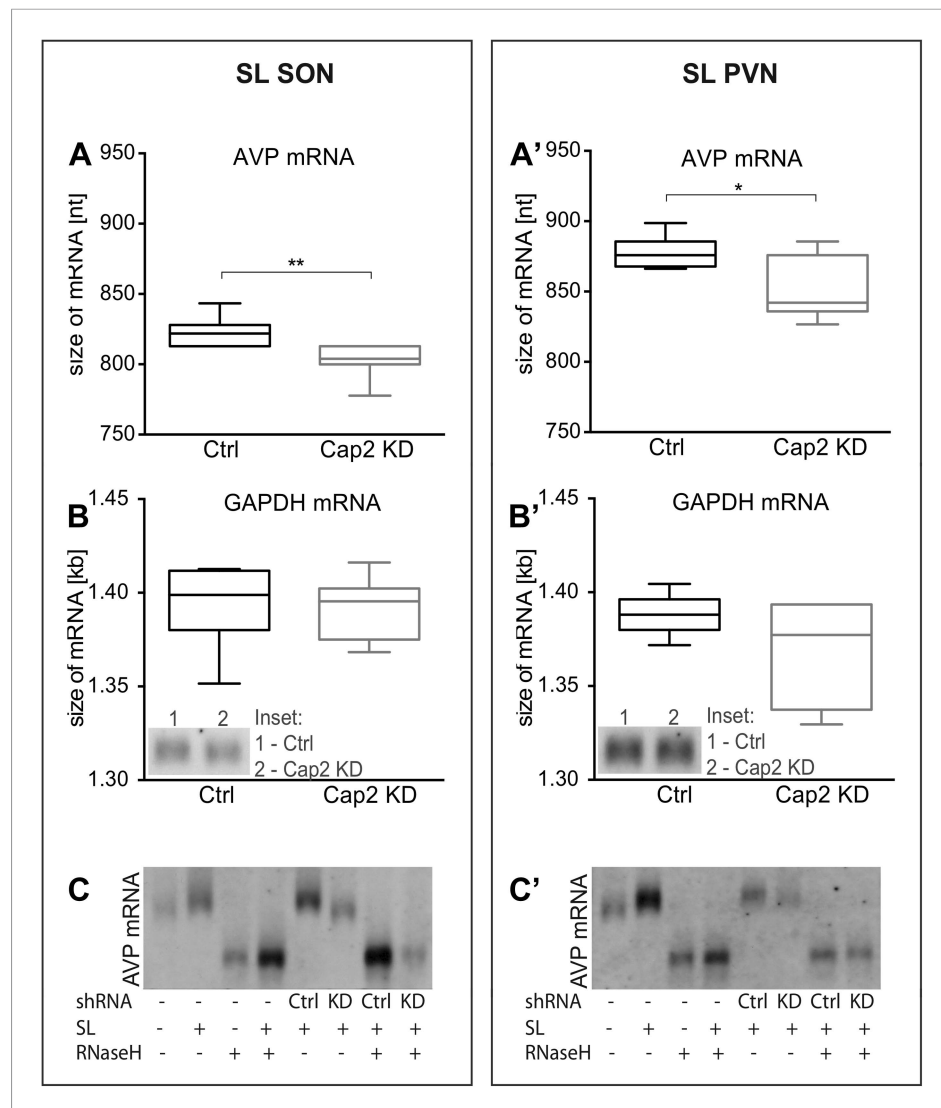 SL SON
A
AVP mRNA
size of mRNA [nt]
950
900
850
800
750
**
Ctrl
Cap2 KD
B
GAPDH mRNA
size of mRNA [kb]
1.45
1.40
1.35
1.30
1 2
Inset:
1 - Ctrl
2 - Cap2 KD
Ctrl
Cap2 KD
C
AVP mRNA
shRNA - - - - Ctrl KD Ctrl KD
SL - + - + + + + +
RNaseH - - + + - - + +
SL PVN
A'
AVP mRNA
size of mRNA [nt]
950
900
850
800
750
*
Ctrl
Cap2 KD
B'
GAPDH mRNA
size of mRNA [kb]
1.45
1.40
1.35
1.30
1 2
Inset:
1 - Ctrl
2 - Cap2 KD
Ctrl
Cap2 KD
C'
AVP mRNA
shRNA - - - - Ctrl KD Ctrl KD
SL - + - + + + + +
RNaseH - - + + - - + +